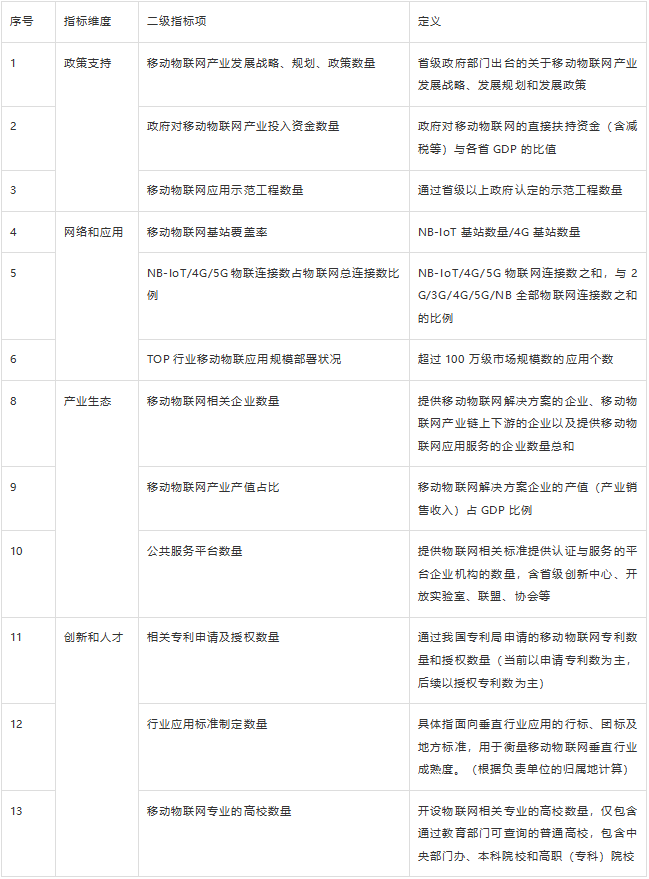 序号 指标维度 二级指标项 定义
1 政策支持 移动物联网产业发展战略、规划、政策数量 省级政府部门出台的关于移动物联网产业
发展战略、发展规划和发展政策
2 政府对移动物联网产业投入资金数量 政府对移动物联网的直接扶持资金（含减
税等）与各省 GDP 的比值
3 移动物联网应用示范工程数量 通过省级以上政府认定的示范工程数量
4 网络和应用 移动物联网基站覆盖率 NB-IoT 基站数量/4G 基站数量
5 NB-IoT/4G/5G 物联连接数占物联网总连接数比 NB-IoT/4G/5G 物联网连接数之和，与 2
例 G/3G/4G/5G/NB 全部物联网连接数之和
的比例
6 TOP 行业移动物联应用规模部署状况 超过 100 万级市场规模数的应用个数
8 产业生态 移动物联网相关企业数量 提供移动物联网解决方案的企业、移动物
联网产业链上下游的企业以及提供移动物
联网应用服务的企业数量总和
9 移动物联网产业产值占比 移动物联网解决方案企业的产值（产业销
售收入）占 GDP 比例
10 公共服务平台数量 提供物联网相关标准提供认证与服务的平
台企业机构的数量，含省级创新中心、开
放实验室、联盟、协会等
11 创新和人才 相关专利申请及授权数量 通过我国专利局申请的移动物联网专利数
量和授权数量（当前以申请专利数为主，
后续以授权专利数为主）
12 行业应用标准制定数量 具体指面向垂直行业应用的行标、团标及
地方标准，用于衡量移动物联网垂直行业
成熟度。（根据负责单位的归属地计算）
13 移动物联网专业的高校数量 开设物联网相关专业的高校数量，仅包含
通过教育部门可查询的普通高校，包含中
央部门办、本科院校和高职（专科）院校